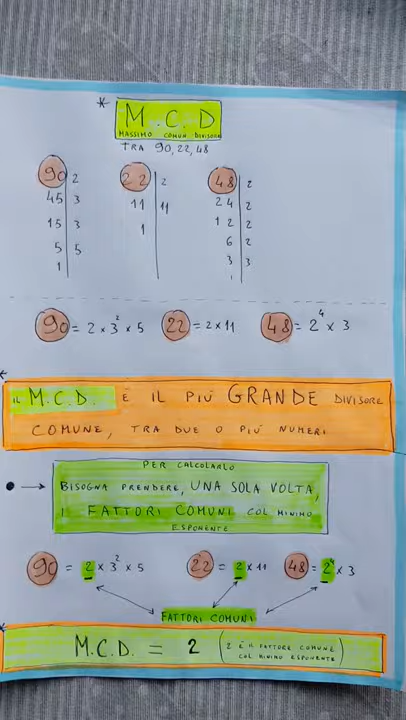 * M.C.D
MASSIMO COMUN DIVISORE
TRA 90, 22, 48
90 2
45 3
15 3
5 5
1
22 2
11 11
1
48 2
24 2
12 2
6 2
3 3
1
90 = 2 x 3² x 5 22 = 2 x 11 48 = 2⁴ x 3
IL M.C.D. È IL PIÙ GRANDE DIVISORE
COMUNE, TRA DUE O PIÙ NUMERI
PER CALCOLARLO
BISOGNA PRENDERE, UNA SOLA VOLTA,
I FATTORI COMUNI COL MINIMO
ESPONENTE
90 = 2 x 3² x 5 22 = 2 x 11 48 = 2⁴ x 3
FATTORI COMUNI
M.C.D. = 2 (2 È IL FATTORE COMUNE
COL MINIMO ESPONENTE)